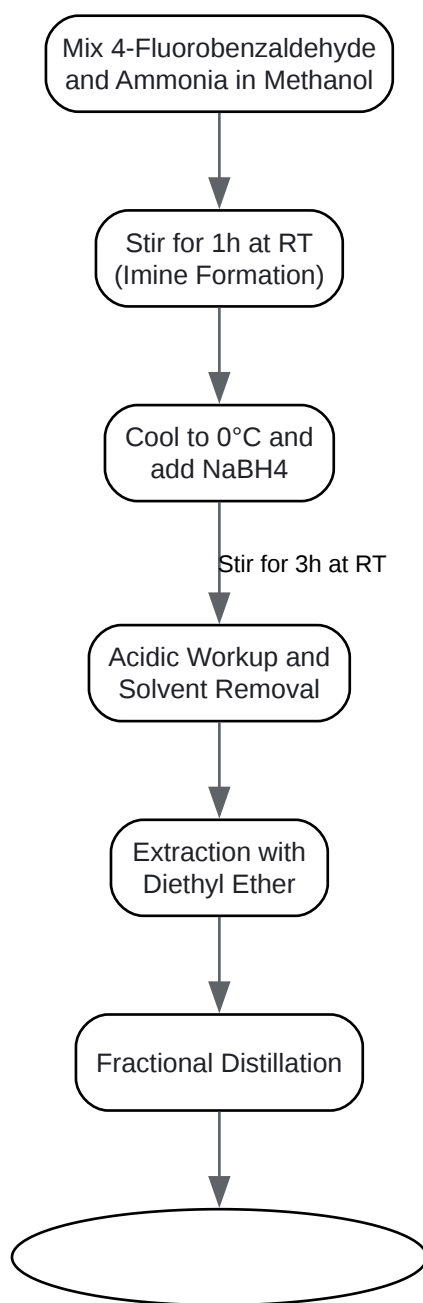 Mix 4-Fluorobenzaldehyde
and Ammonia in Methanol
Stir for 1h at RT
(Imine Formation)
Cool to 0°C and
add NaBH4
Stir for 3h at RT
Acidic Workup and
Solvent Removal
Extraction with
Diethyl Ether
Fractional Distillation